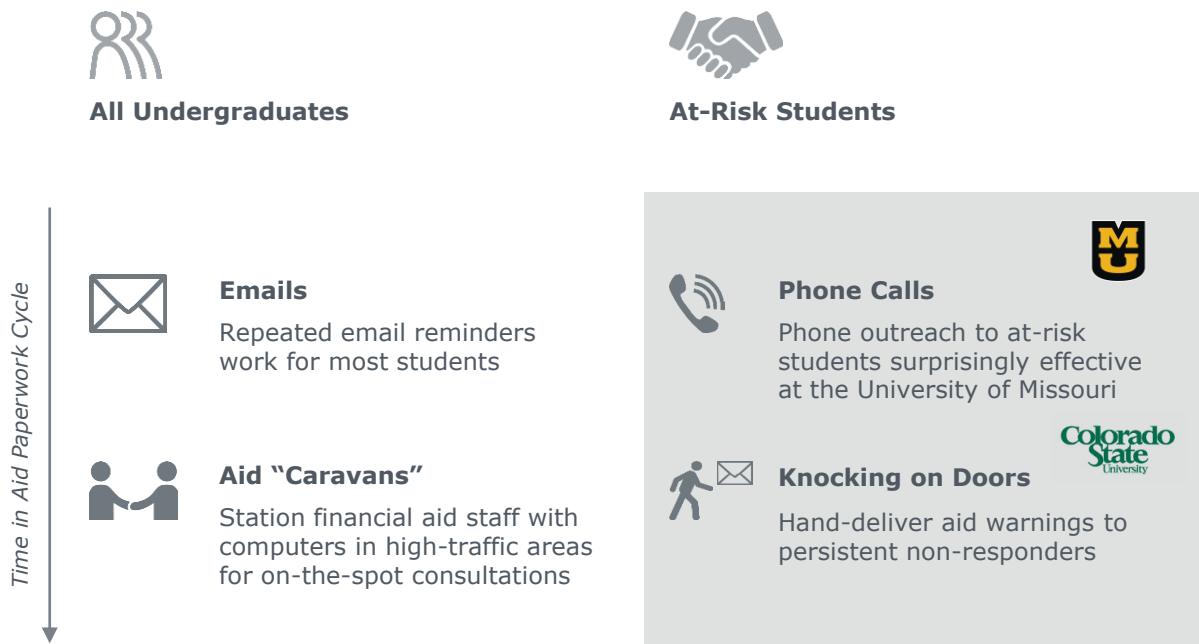 All Undergraduates
At-Risk Students
Time in Aid Paperwork Cycle
Emails
Repeated email reminders
work for most students
MU
Phone Calls
Phone outreach to at-risk
students surprisingly effective
at the University of Missouri
Aid “Caravans”
Station financial aid staff with
computers in high-traffic areas
for on-the-spot consultations
Colorado
State
University
Knocking on Doors
Hand-deliver aid warnings to
persistent non-responders